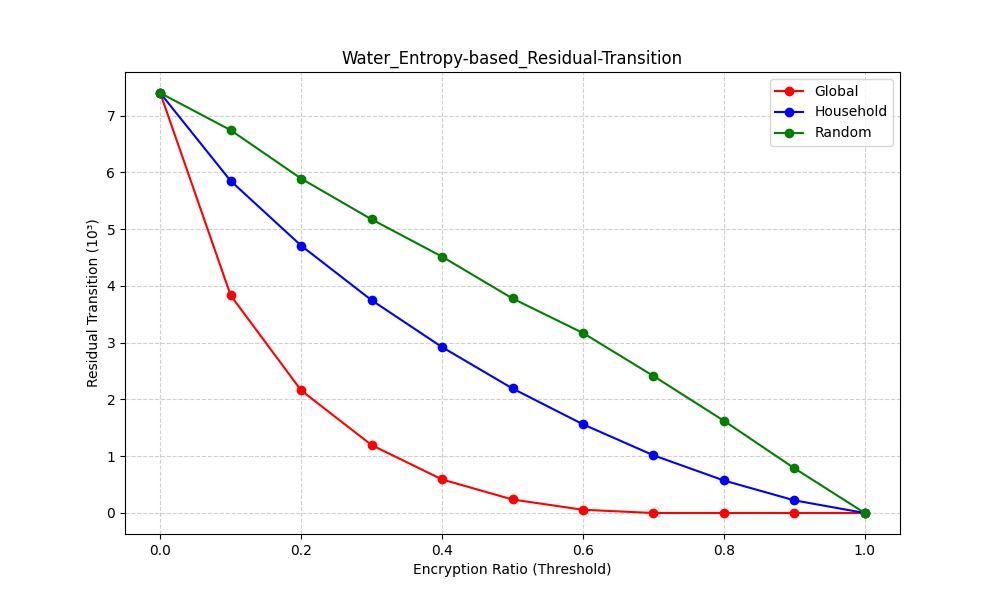 Water_Entropy-based_Residual-Transition
Global
Household
Random
Residual Transition (10³)
7
6
5
4
3
2
1
0
0.0 0.2 0.4 0.6 0.8 1.0
Encryption Ratio (Threshold)